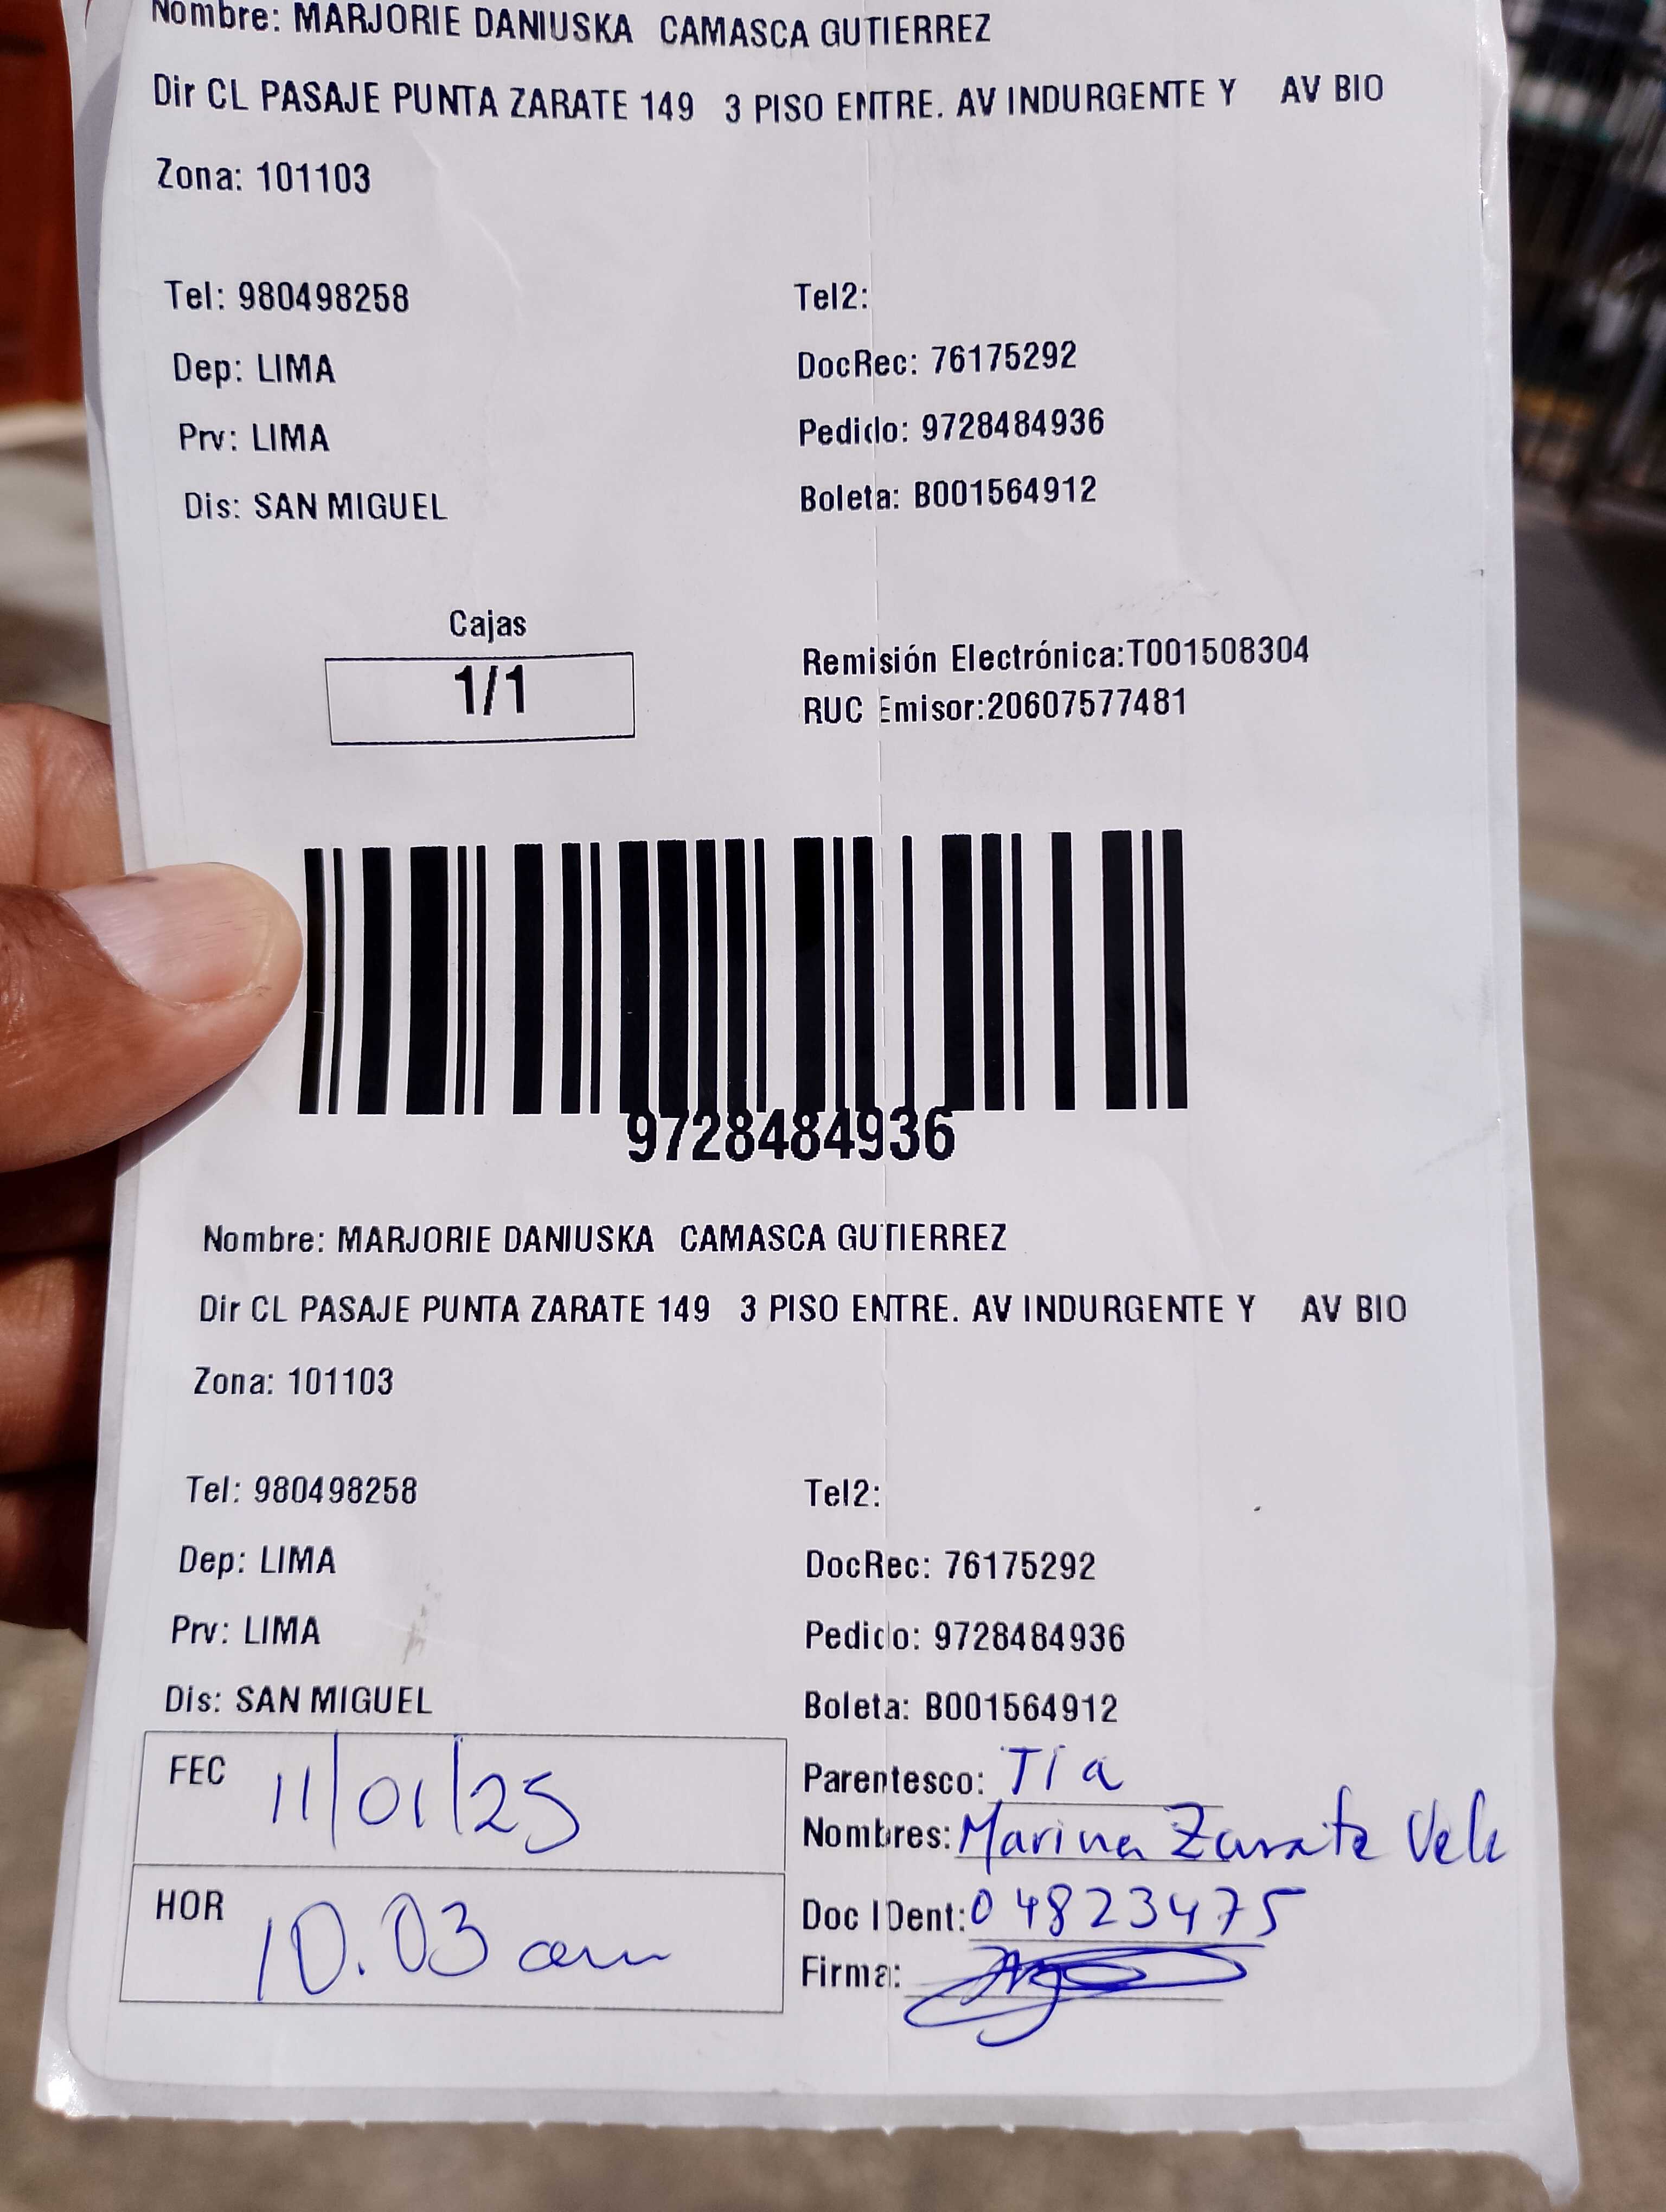 Nombre: MARJORIE DANIUSKA CAMASCA GUTIERREZ
Dir CL PASAJE PUNTA ZARATE 149 3 PISO ENTRE. AV INDURGENTE Y AV BIO
Zona: 101103
Tel: 980498258 Tel2:
Dep: LIMA DocRec: 76175292
Prv: LIMA Pedido: 9728484936
Dis: SAN MIGUEL Boleta: B001564912
Cajas
1/1
Remisión Electrónica:T001508304
RUC Emisor:20607577481
9728484936
Nombre: MARJORIE DANIUSKA CAMASCA GUTIERREZ
Dir CL PASAJE PUNTA ZARATE 149 3 PISO ENTRE. AV INDURGENTE Y AV BIO
Zona: 101103
Tel: 980498258 Tel2:
Dep: LIMA DocRec: 76175292
Prv: LIMA Pedido: 9728484936
Dis: SAN MIGUEL Boleta: B001564912
FEC 11/01/25
HOR 10.03 am
Parentesco: Tía
Nombres: Marina Zarate
Doc IDent: 04823475
Firma: